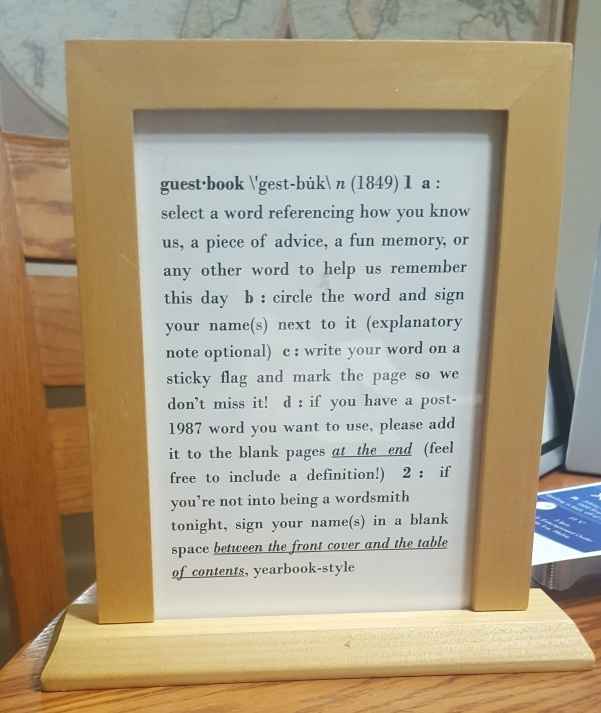 guest·book \'gest-bu̇k\ n (1849) 1 a :
select a word referencing how you know
us, a piece of advice, a fun memory, or
any other word to help us remember
this day b : circle the word and sign
your name(s) next to it (explanatory
note optional) c : write your word on a
sticky flag and mark the page so we
don't miss it! d : if you have a post-
1987 word you want to use, please add
it to the blank pages at the end (feel
free to include a definition!) 2 : if
you're not into being a wordsmith
tonight, sign your name(s) in a blank
space between the front cover and the table
of contents, yearbook-style